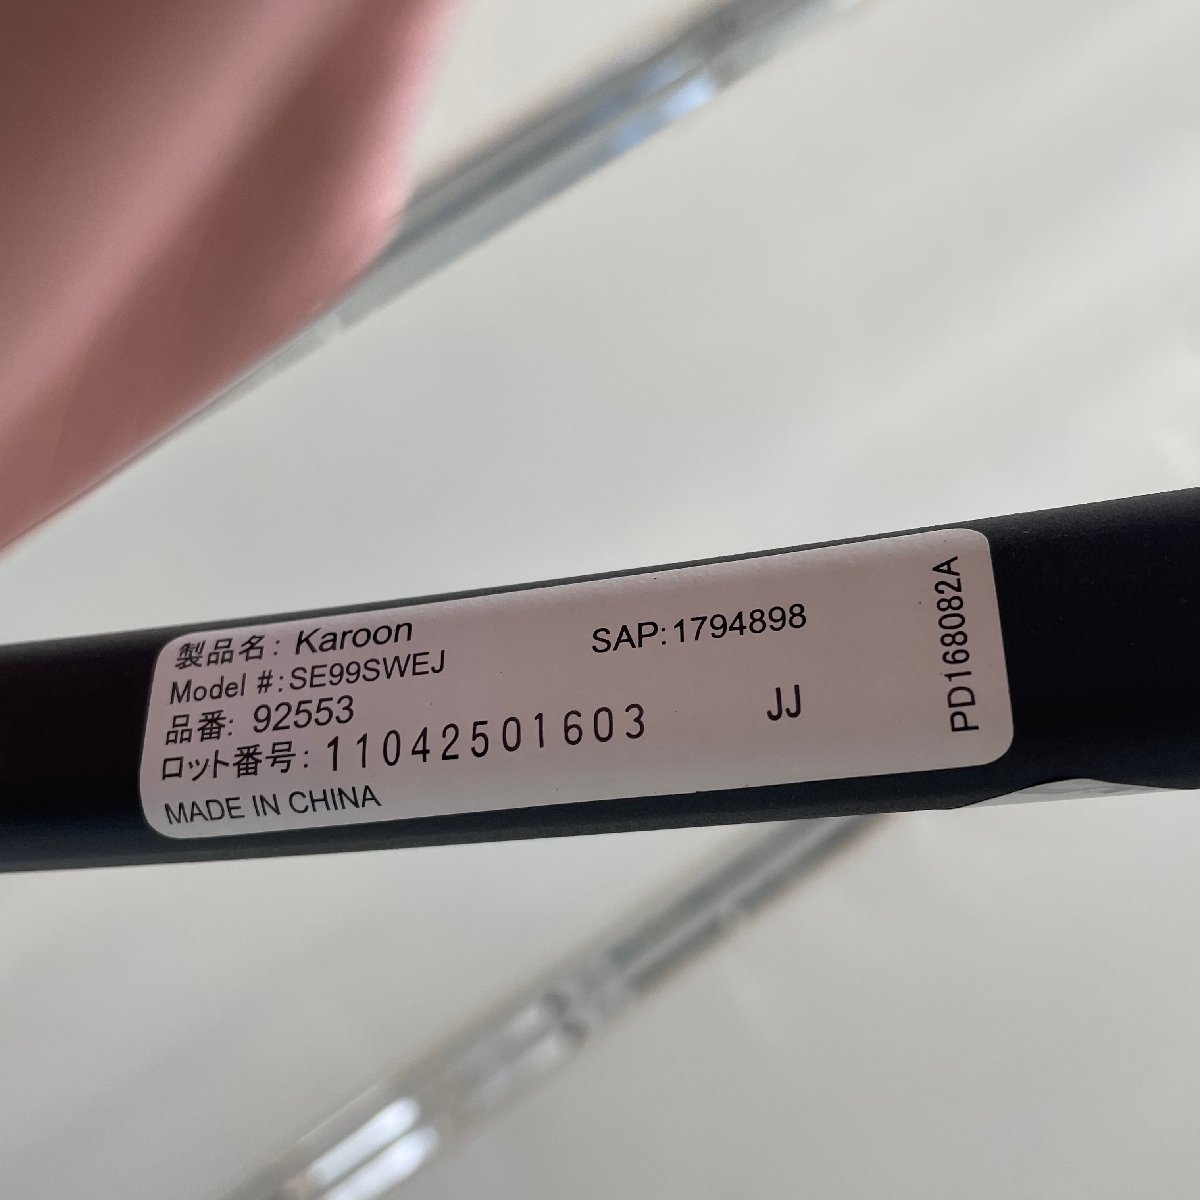 製品名: Karoon
SAP:1794898
Model #:SE99SWEJ
品番: 92553
ロット番号: 11042501603
JJ
MADE IN CHINA
PD168082A